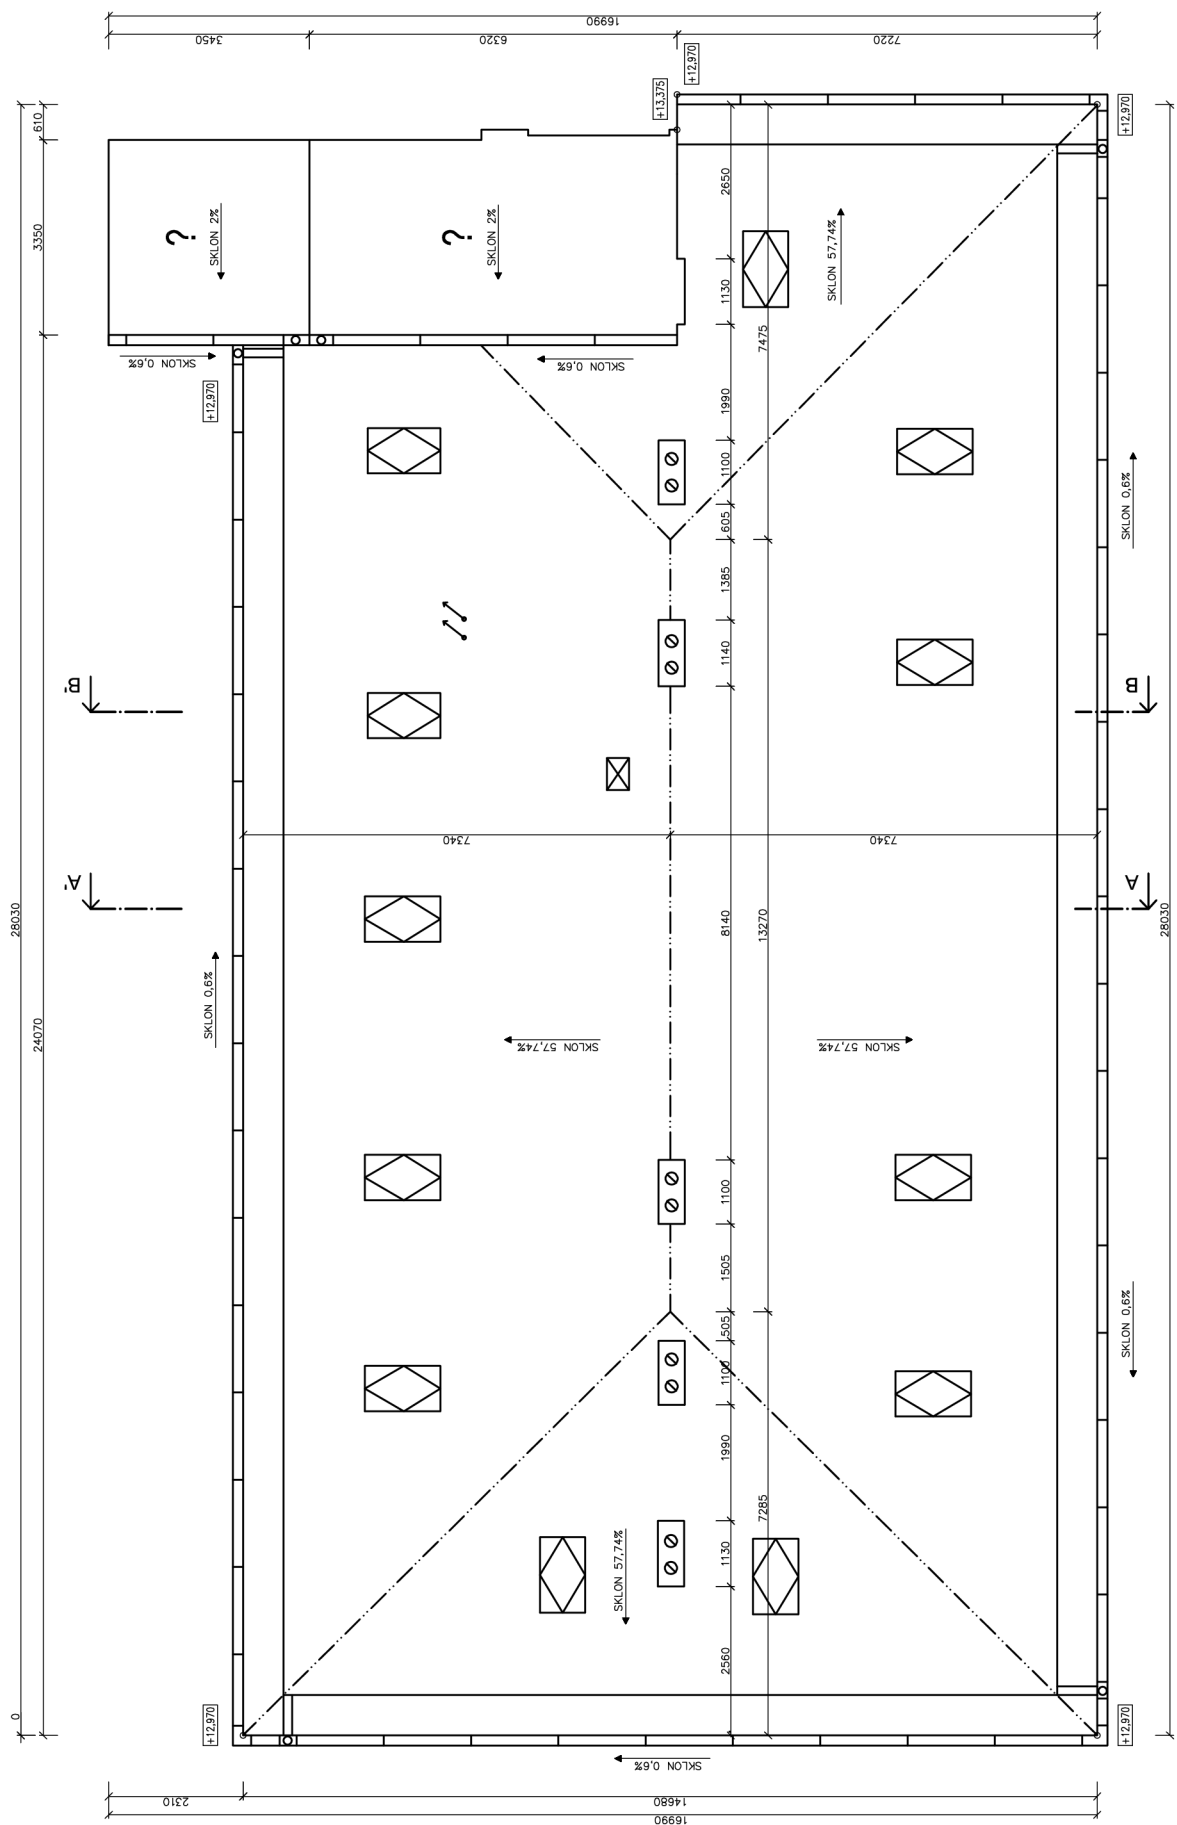 16990
3450
6320
7220
+12,970
+13,375
+12,970
610
3350
28030
24070
0
?
SKLON 2%
?
SKLON 2%
SKLON 0,6%
SKLON 0,6%
+12,970
2650
1130
7475
1990
1100
605
1385
1140
SKLON 57,74%
SKLON 0,6%
B'
B
7340
7340
A'
A
8140
13270
28030
SKLON 0,6%
SKLON 57,74%
SKLON 57,74%
1100
1505
505
1100
1990
7285
1130
2560
SKLON 0,6%
SKLON 57,74%
+12,970
+12,970
SKLON 0,6%
2310
14680
16990